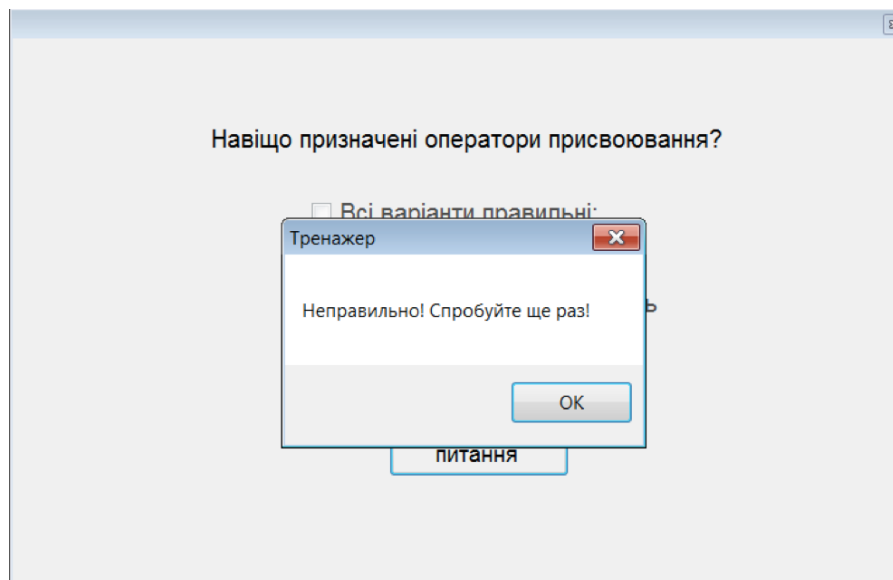 Навіщо призначені оператори присвоювання?
Всі варіанти правильні;
Тренажер
Неправильно! Спробуйте ще раз!
ь
OK
питання